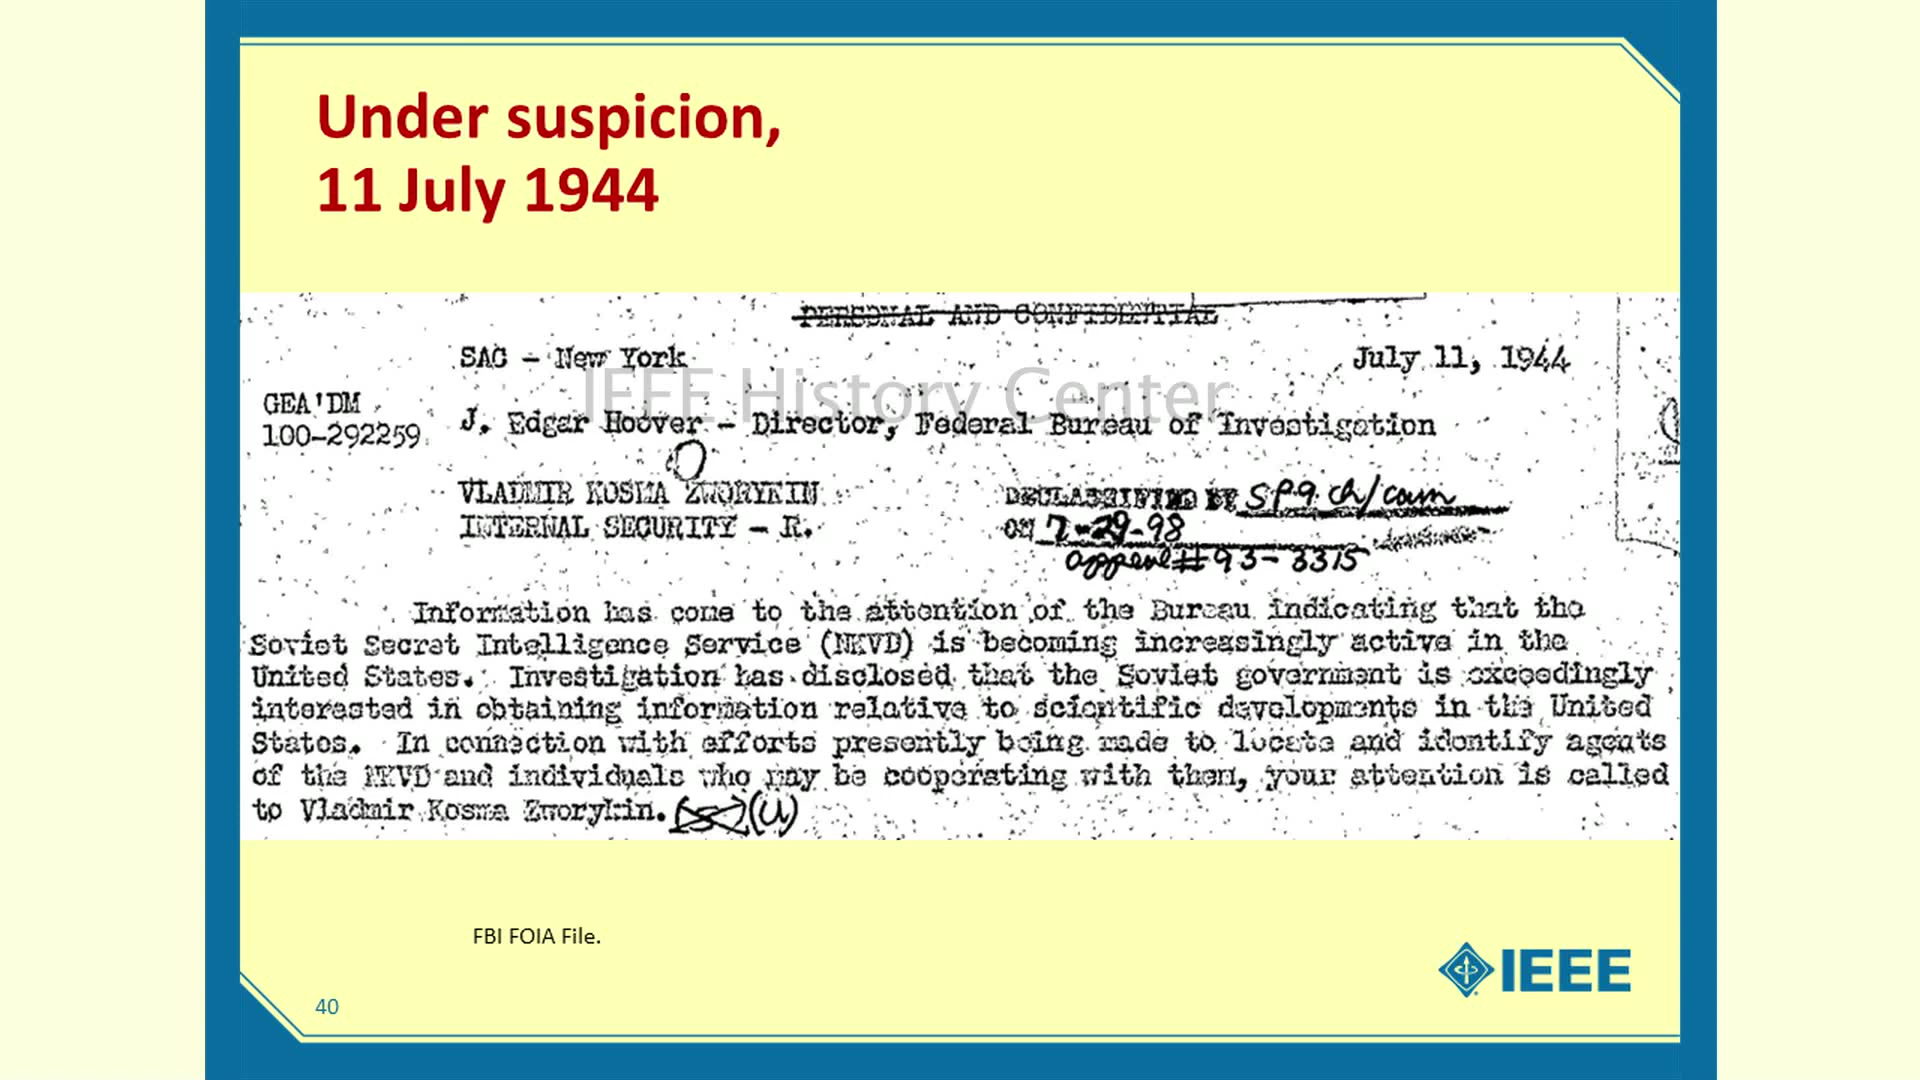 Under suspicion,
11 July 1944
PERSONAL AND CONFIDENTIAL
SAC - New York
July 11, 1944
IEEE History Center
GEA'DM
100-292259
J. Edgar Hoover - Director, Federal Bureau of Investigation
VLADMIR KOSMA ZWORYKIN
INTERNAL SECURITY - R.
DECLASSIFIED BY SP9
ON 7-29-98
appeal # 93-3315
Information has come to the attention of the Bureau indicating that the
Soviet Secret Intelligence Service (NKVD) is becoming increasingly active in the
United States. Investigation has disclosed that the Soviet government is exceedingly
interested in obtaining information relative to scientific developments in the United
States. In connection with efforts presently being made to locate and identify agents
of the NKVD and individuals who may be cooperating with them, your attention is called
to Vladmir Kosma Zworykin. (U)
FBI FOIA File.
IEEE
40